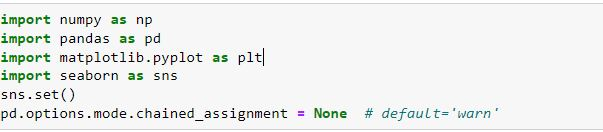 import numpy as np
import pandas as pd
import matplotlib.pyplot as plt
import seaborn as sns
sns.set()
pd.options.mode.chained_assignment = None  # default='warn'